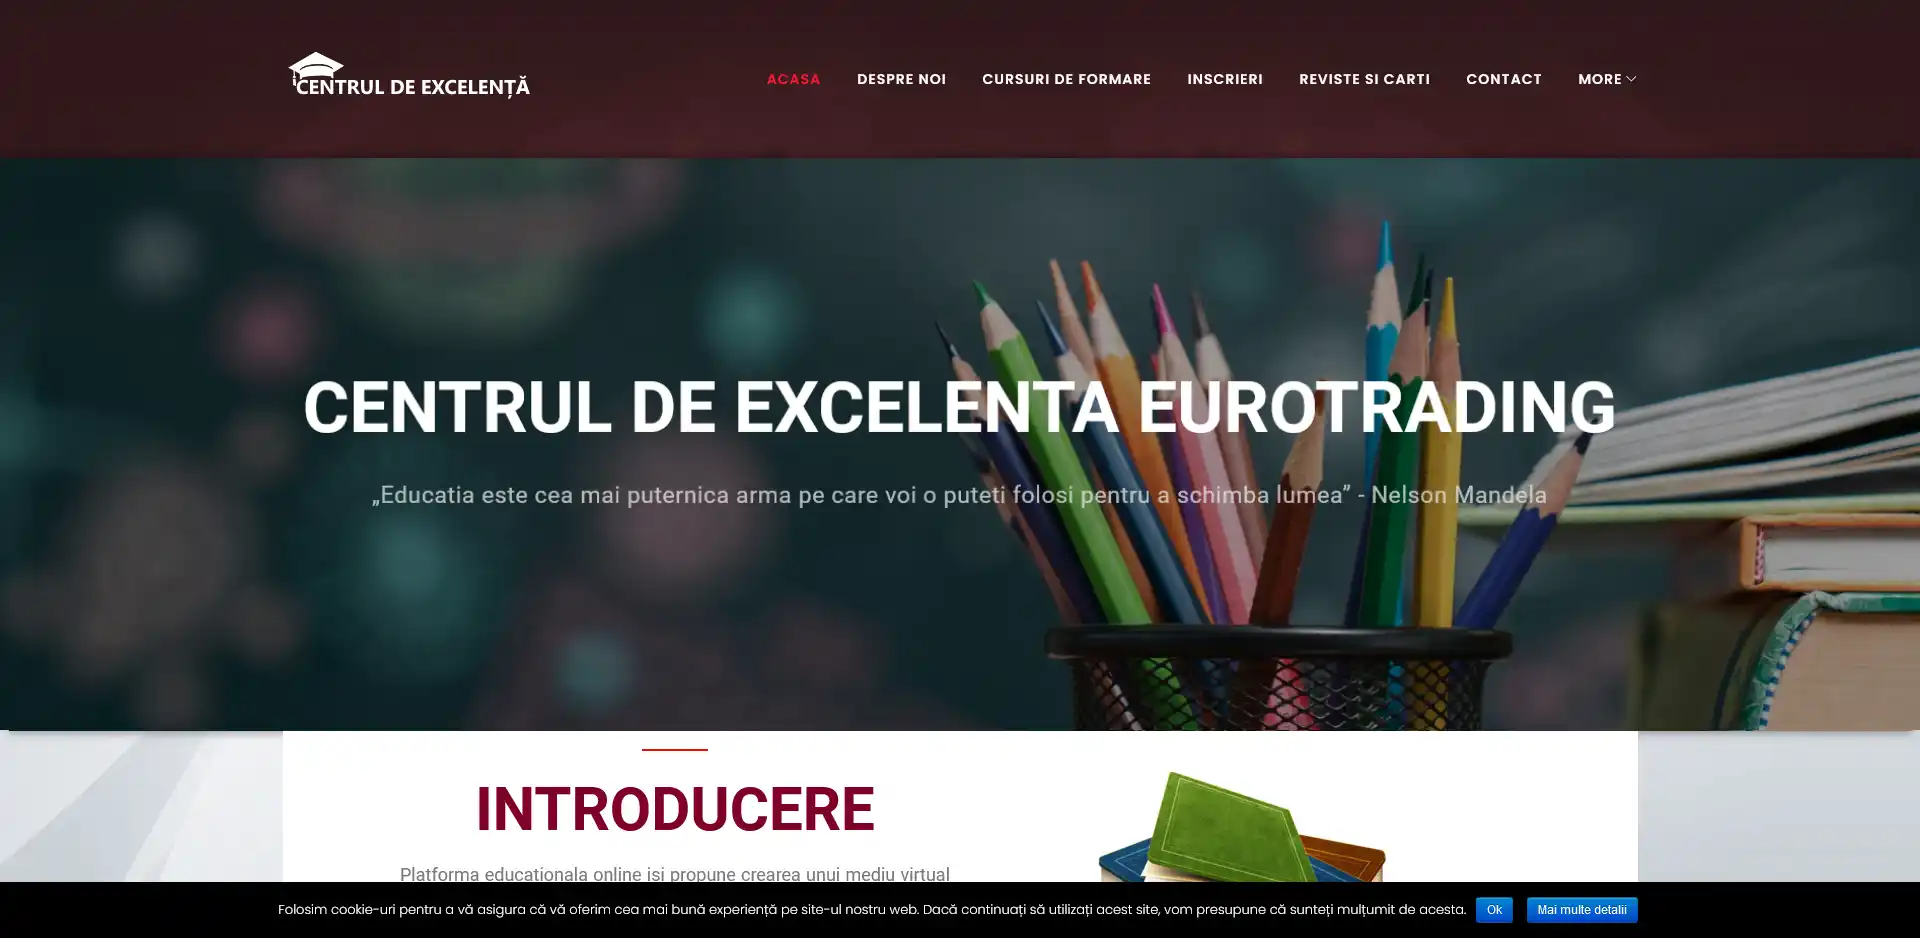 CENTRUL DE EXCELENȚĂ
ACASA
DESPRE NOI
CURSURI DE FORMARE
INSCRIERI
REVISTE SI CARTI
CONTACT
MORE
CENTRUL DE EXCELENTA EUROTRADING
„Educatia este cea mai puternica arma pe care voi o puteti folosi pentru a schimba lumea” - Nelson Mandela
INTRODUCERE
Platforma educationala online isi propune crearea unui mediu virtual
Folosim cookie-uri pentru a vă asigura că vă oferim cea mai bună experiență pe site-ul nostru web. Dacă continuați să utilizați acest site, vom presupune că sunteți mulțumit de acesta.
Ok
Mai multe detalii